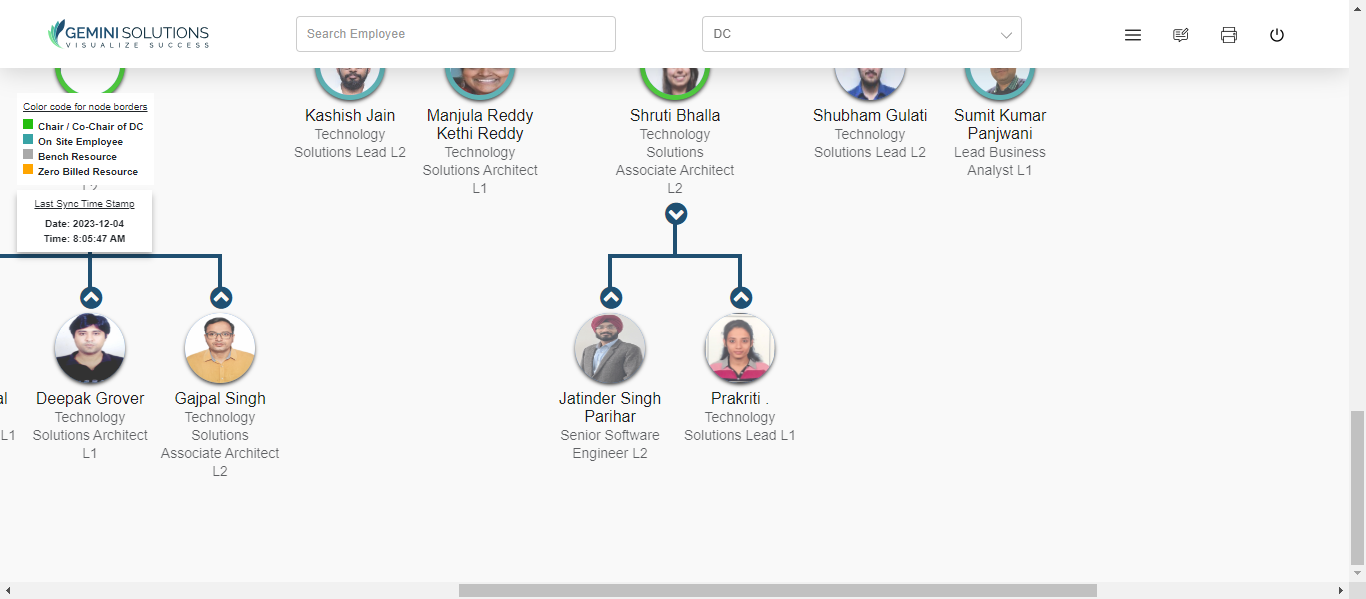 GEMINI SOLUTIONS
VISUALIZE SUCCESS
Search Employee
DC
Color code for node borders
Chair / Co-Chair of DC
On Site Employee
Bench Resource
Zero Billed Resource
L2
Last Sync Time Stamp
Date: 2023-12-04
Time: 8:05:47 AM
Kashish Jain
Technology
Solutions Lead L2
Manjula Reddy
Kethi Reddy
Technology
Solutions Architect
L1
Shruti Bhalla
Technology
Solutions
Associate Architect
L2
Shubham Gulati
Technology
Solutions Lead L2
Sumit Kumar
Panjwani
Lead Business
Analyst L1
al
L1
Deepak Grover
Technology
Solutions Architect
L1
Gajpal Singh
Technology
Solutions
Associate Architect
L2
Jatinder Singh
Parihar
Senior Software
Engineer L2
Prakriti .
Technology
Solutions Lead L1